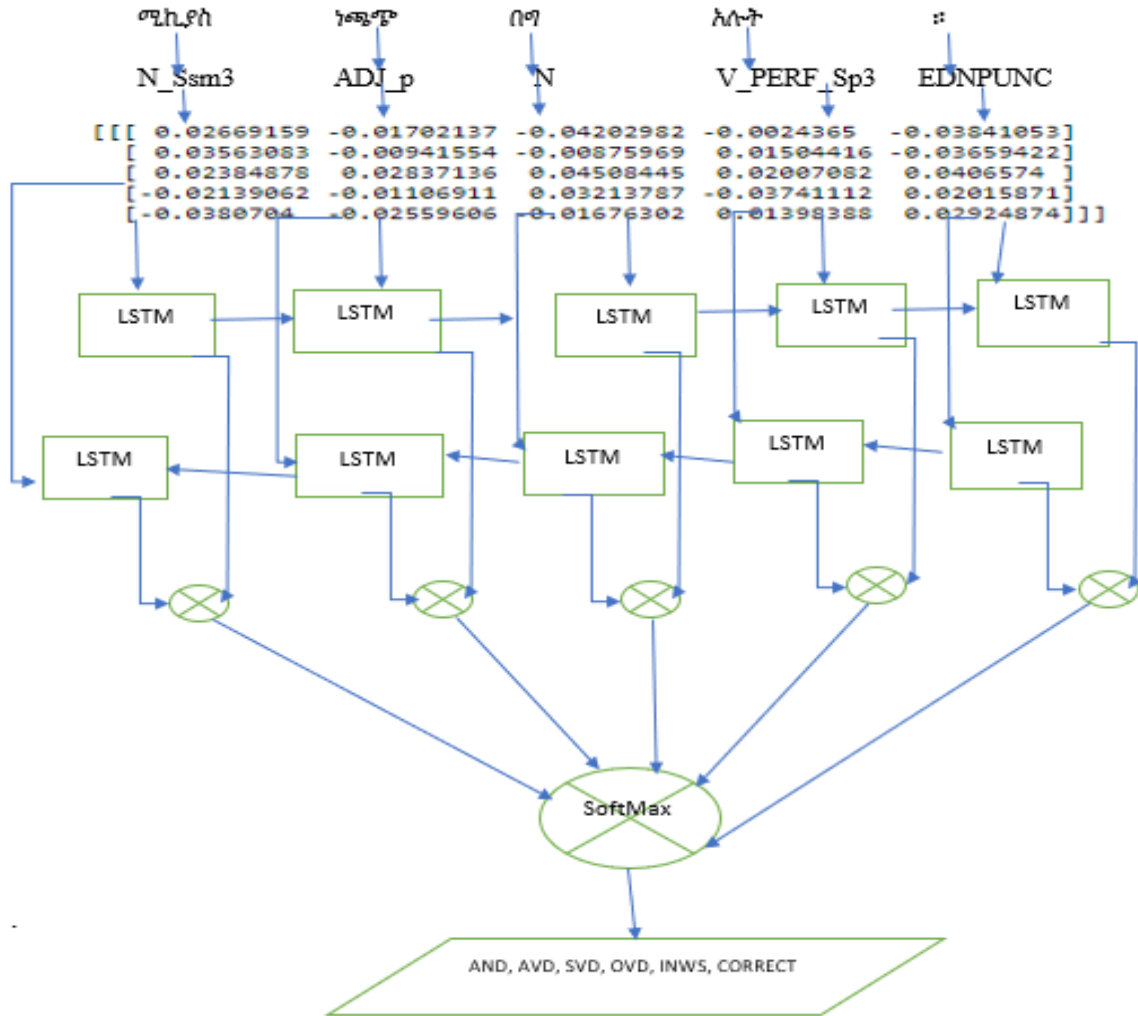 ሚኪያስ ነጫጭ በግ አሉት ።
N_Ssm3 ADJ_p N V_PERF_Sp3 EDNPUNC
[[[ 0.02669159 -0.01702137 -0.04202982 -0.0024365 -0.03841053]
[ 0.03563083 -0.00941554 -0.00875969 0.01504416 -0.03659422]
[ 0.02384878 0.02837136 0.04508445 0.02007082 0.0406574 ]
[-0.02139062 -0.01106911 0.03213787 -0.03741112 0.02015871]
[-0.0380704 -0.02559606 -0.01676302 0.01398388 0.02924874]]]
LSTM LSTM LSTM LSTM LSTM
LSTM LSTM LSTM LSTM LSTM
SoftMax
AND, AVD, SVD, OVD, INWS, CORRECT